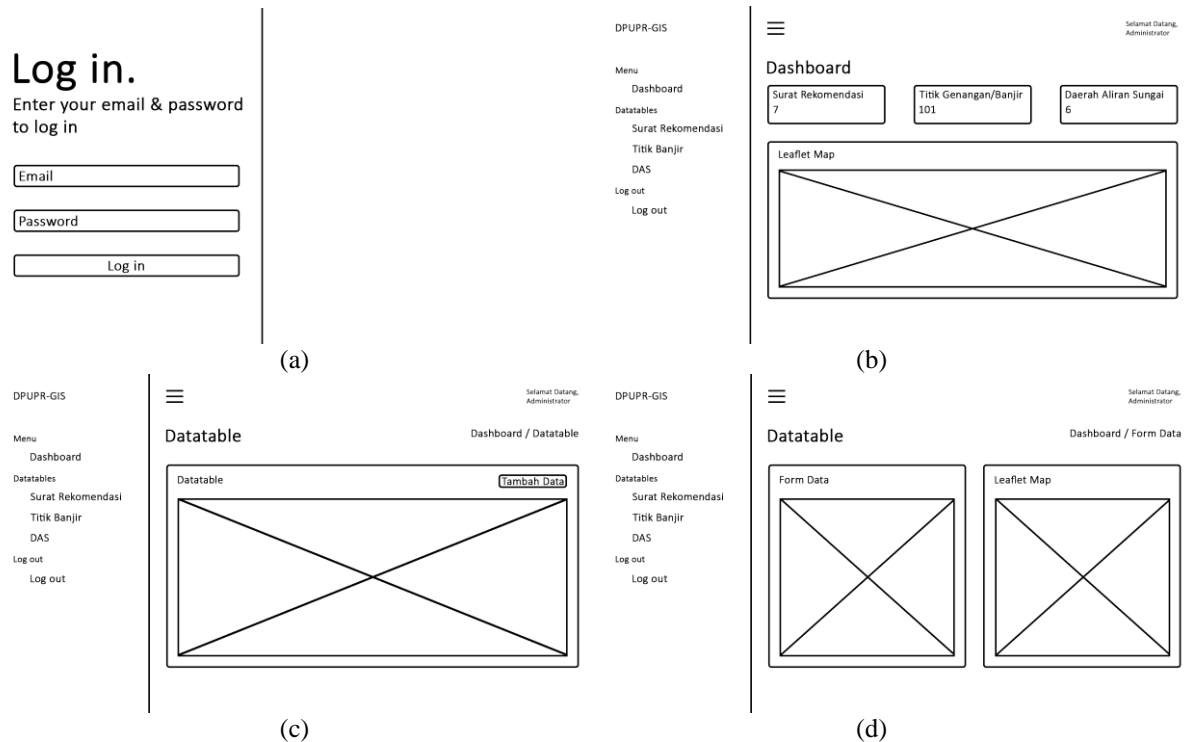 Log in.
Enter your email & password
to log in
Email
Password
Log in
(a)
DPUPR-GIS
Selamat Datang,
Administrator
Menu
Dashboard
Datatables
Surat Rekomendasi
Titik Banjir
DAS
Log out
Log out
Dashboard
Surat Rekomendasi
7
Titik Genangan/Banjir
101
Daerah Aliran Sungai
6
Leaflet Map
(b)
DPUPR-GIS
Selamat Datang,
Administrator
Menu
Dashboard
Datatables
Surat Rekomendasi
Titik Banjir
DAS
Log out
Log out
Datatable
Dashboard / Datatable
Datatable
Tambah Data
(c)
DPUPR-GIS
Selamat Datang,
Administrator
Menu
Dashboard
Datatables
Surat Rekomendasi
Titik Banjir
DAS
Log out
Log out
Datatable
Dashboard / Form Data
Form Data
Leaflet Map
(d)